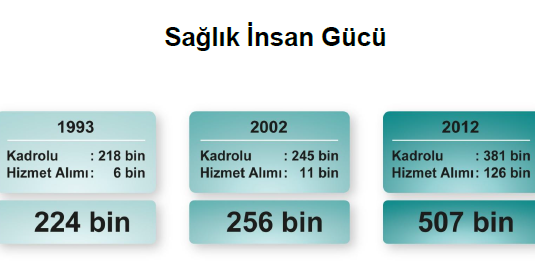 Sağlık İnsan Gücü
1993
Kadrolu : 218 bin
Hizmet Alımı: 6 bin
224 bin
2002
Kadrolu : 245 bin
Hizmet Alımı: 11 bin
256 bin
2012
Kadrolu : 381 bin
Hizmet Alımı: 126 bin
507 bin